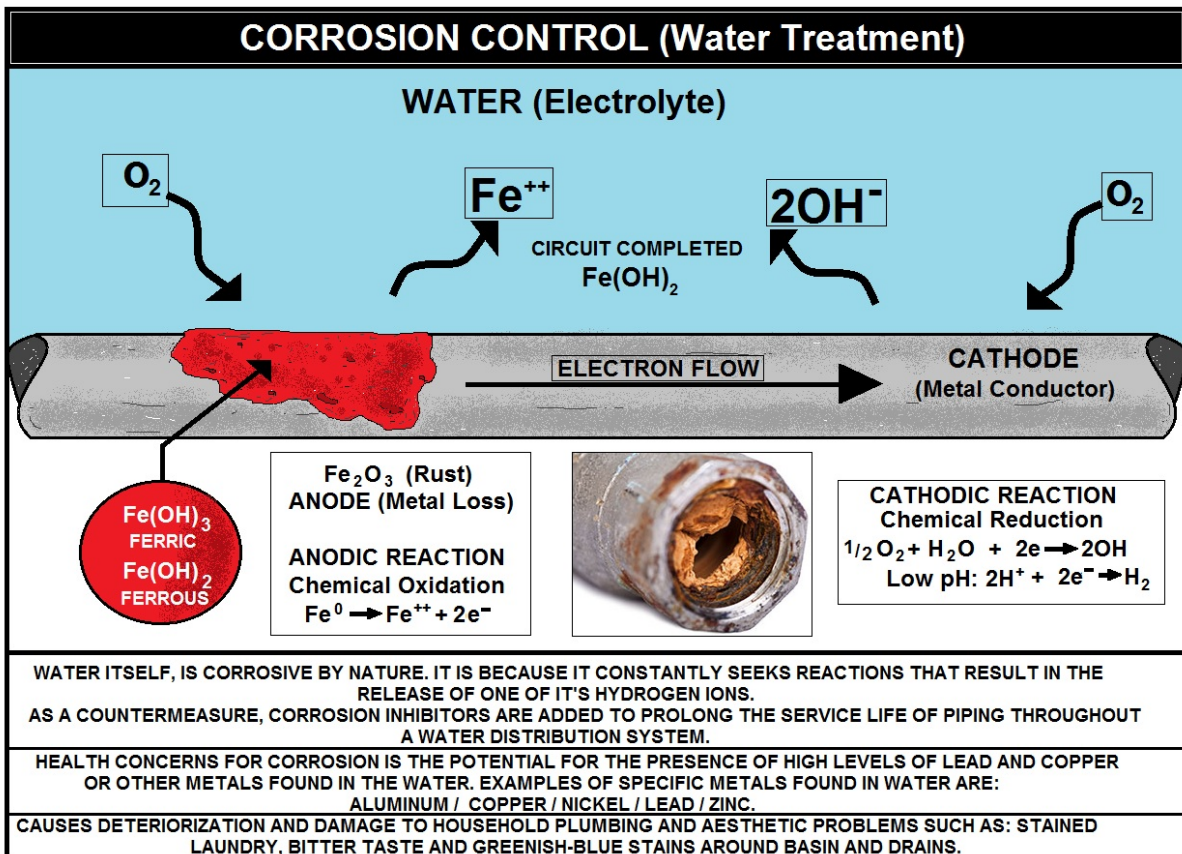 CORROSION CONTROL (Water Treatment)
WATER (Electrolyte)
O₂
Fe⁺⁺
2OH⁻
O₂
CIRCUIT COMPLETED
Fe(OH)₂
ELECTRON FLOW
CATHODE
(Metal Conductor)
Fe(OH)₃
FERRIC
Fe(OH)₂
FERROUS
Fe₂O₃ (Rust)
ANODE (Metal Loss)
ANODIC REACTION
Chemical Oxidation
Fe⁰ → Fe⁺⁺ + 2e⁻
CATHODIC REACTION
Chemical Reduction
1/2 O₂ + H₂O + 2e → 2OH
Low pH: 2H⁺ + 2e⁻ → H₂
WATER ITSELF, IS CORROSIVE BY NATURE. IT IS BECAUSE IT CONSTANTLY SEEKS REACTIONS THAT RESULT IN THE
RELEASE OF ONE OF IT'S HYDROGEN IONS.
AS A COUNTERMEASURE, CORROSION INHIBITORS ARE ADDED TO PROLONG THE SERVICE LIFE OF PIPING THROUGHOUT
A WATER DISTRIBUTION SYSTEM.
HEALTH CONCERNS FOR CORROSION IS THE POTENTIAL FOR THE PRESENCE OF HIGH LEVELS OF LEAD AND COPPER
OR OTHER METALS FOUND IN THE WATER. EXAMPLES OF SPECIFIC METALS FOUND IN WATER ARE:
ALUMINUM / COPPER / NICKEL / LEAD / ZINC.
CAUSES DETERIORIZATION AND DAMAGE TO HOUSEHOLD PLUMBING AND AESTHETIC PROBLEMS SUCH AS: STAINED
LAUNDRY, BITTER TASTE AND GREENISH-BLUE STAINS AROUND BASIN AND DRAINS.